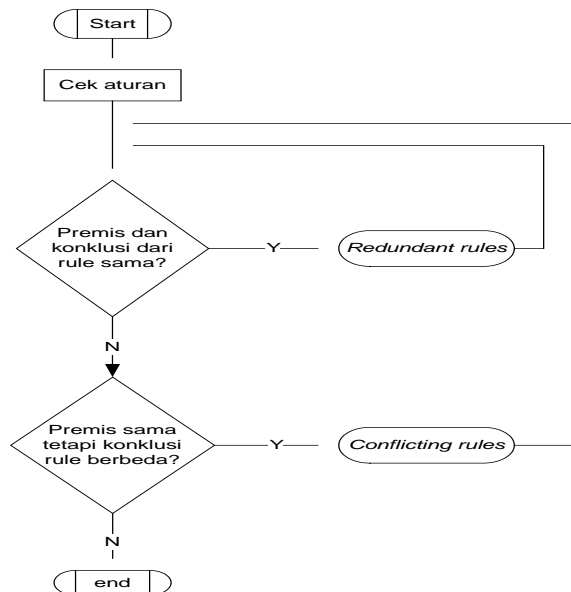 Start
Cek aturan
Premis dan
konklusi dari
rule sama?
Y
Redundant rules
N
Premis sama
tetapi konklusi
rule berbeda?
Y
Conflicting rules
N
end